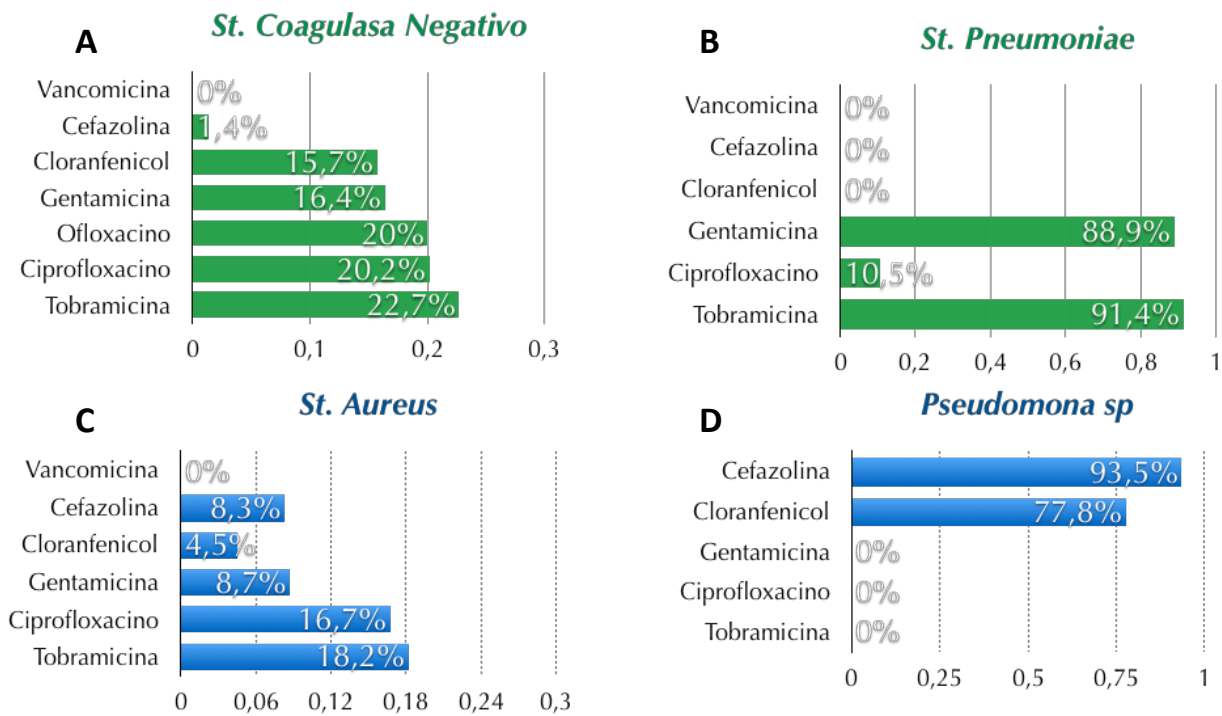 A
St. Coagulasa Negativo
Vancomicina 0%
Cefazolina 1,4%
Cloranfenicol 15,7%
Gentamicina 16,4%
Ofloxacino 20%
Ciprofloxacino 20,2%
Tobramicina 22,7%
0 0,1 0,2 0,3
B
St. Pneumoniae
Vancomicina 0%
Cefazolina 0%
Cloranfenicol 0%
Gentamicina 88,9%
Ciprofloxacino 10,5%
Tobramicina 91,4%
0 0,2 0,4 0,6 0,8 1
C
St. Aureus
Vancomicina 0%
Cefazolina 8,3%
Cloranfenicol 4,5%
Gentamicina 8,7%
Ciprofloxacino 16,7%
Tobramicina 18,2%
0 0,06 0,12 0,18 0,24 0,3
D
Pseudomona sp
Cefazolina 93,5%
Cloranfenicol 77,8%
Gentamicina 0%
Ciprofloxacino 0%
Tobramicina 0%
0 0,25 0,5 0,75 1